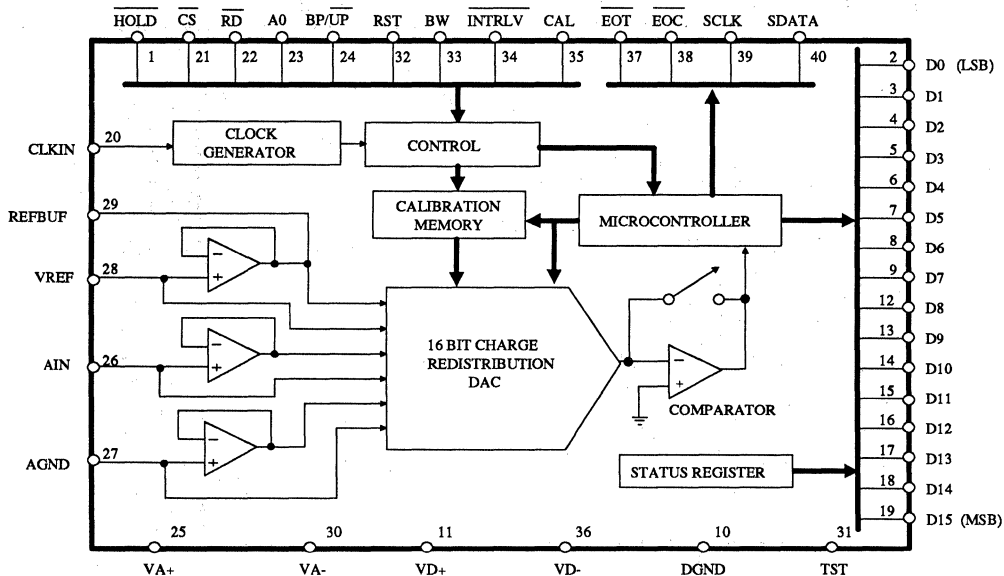 HOLD CS RD A0 BP/UP RST BW INTRLV CAL EOT EOC SCLK SDATA
1 21 22 23 24 32 33 34 35 37 38 39 40
2 D0 (LSB)
3 D1
4 D2
5 D3
6 D4
7 D5
8 D6
9 D7
12 D8
13 D9
14 D10
15 D11
16 D12
17 D13
18 D14
19 D15 (MSB)
CLKIN 20
CLOCK
GENERATOR
CONTROL
REFBUF 29
CALIBRATION
MEMORY
MICROCONTROLLER
VREF 28
−
+
AIN 26
−
+
16 BIT CHARGE
REDISTRIBUTION
DAC
−
+
COMPARATOR
AGND 27
−
+
STATUS REGISTER
25 30 11 36 10 31
VA+ VA- VD+ VD- DGND TST